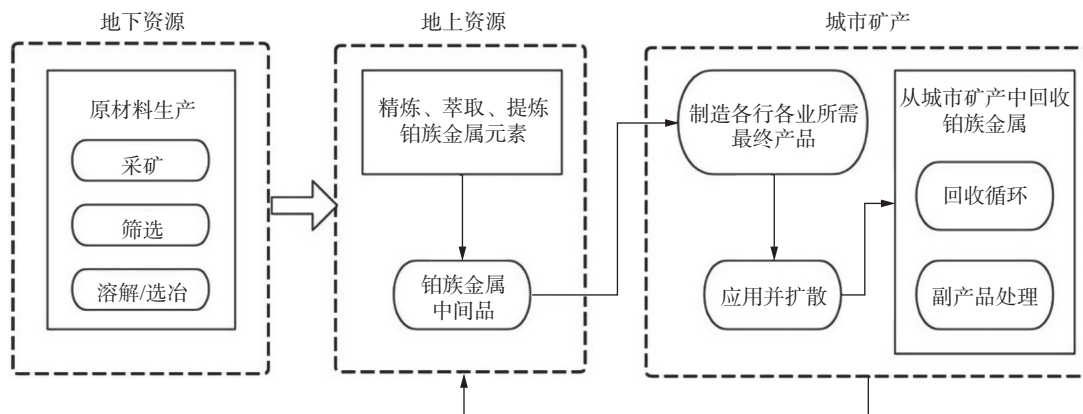 地下资源
地上资源
城市矿产
原材料生产
采矿
筛选
溶解/选冶
精炼、萃取、提炼
铂族金属元素
铂族金属
中间品
制造各行各业所需
最终产品
应用并扩散
从城市矿产中回收
铂族金属
回收循环
副产品处理